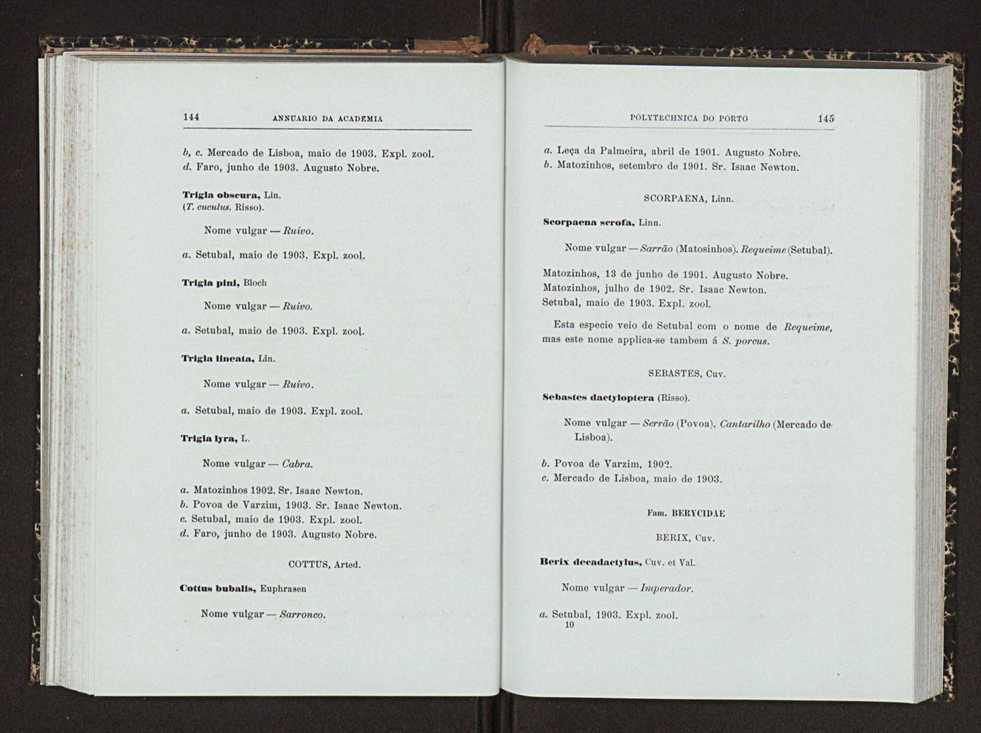 144 ANNUARIO DA ACADEMIA
b, c. Mercado de Lisboa, maio de 1903. Expl. zool.
d. Faro, junho de 1903. Augusto Nobre.
Trigla obscura, Lin.
(T. cuculus. Risso).
Nome vulgar — Ruivo.
a. Setubal, maio de 1903. Expl. zool.
Trigla pini, Bloch
Nome vulgar — Ruivo.
a. Setubal, maio de 1903. Expl. zool.
Trigla lineata, Lin.
Nome vulgar — Ruivo.
a. Setubal, maio de 1903. Expl. zool.
Trigla lyra, L.
Nome vulgar — Cabra.
a. Matozinhos 1902. Sr. Isaac Newton.
b. Povoa de Varzim, 1903. Sr. Isaac Newton.
c. Setubal, maio de 1903. Expl. zool.
d. Faro, junho de 1903. Augusto Nobre.
COTTUS, Arted.
Cottus bubalis, Euphrasen
Nome vulgar — Sarronco.
POLYTECHNICA DO PORTO 145
a. Leça da Palmeira, abril de 1901. Augusto Nobre.
b. Matozinhos, setembro de 1901. Sr. Isaac Newton.
SCORPAENA, Linn.
Scorpaena scrofa, Linn.
Nome vulgar — Sarrão (Matosinhos). Requeime (Setubal).
Matozinhos, 13 de junho de 1901. Augusto Nobre.
Matozinhos, julho de 1902. Sr. Isaac Newton.
Setubal, maio de 1903. Expl. zool.
Esta especie veio de Setubal com o nome de Requeime,
mas este nome applica-se tambem á S. porcus.
SEBASTES, Cuv.
Sebastes dactyloptera (Risso).
Nome vulgar — Serrão (Povoa). Cantarilho (Mercado de
Lisboa).
b. Povoa de Varzim, 1902.
c. Mercado de Lisboa, maio de 1903.
Fam. BERYCIDAE
BERIX, Cuv.
Berix decadactylus, Cuv. et Val.
Nome vulgar — Imperador.
a. Setubal, 1903. Expl. zool.
10